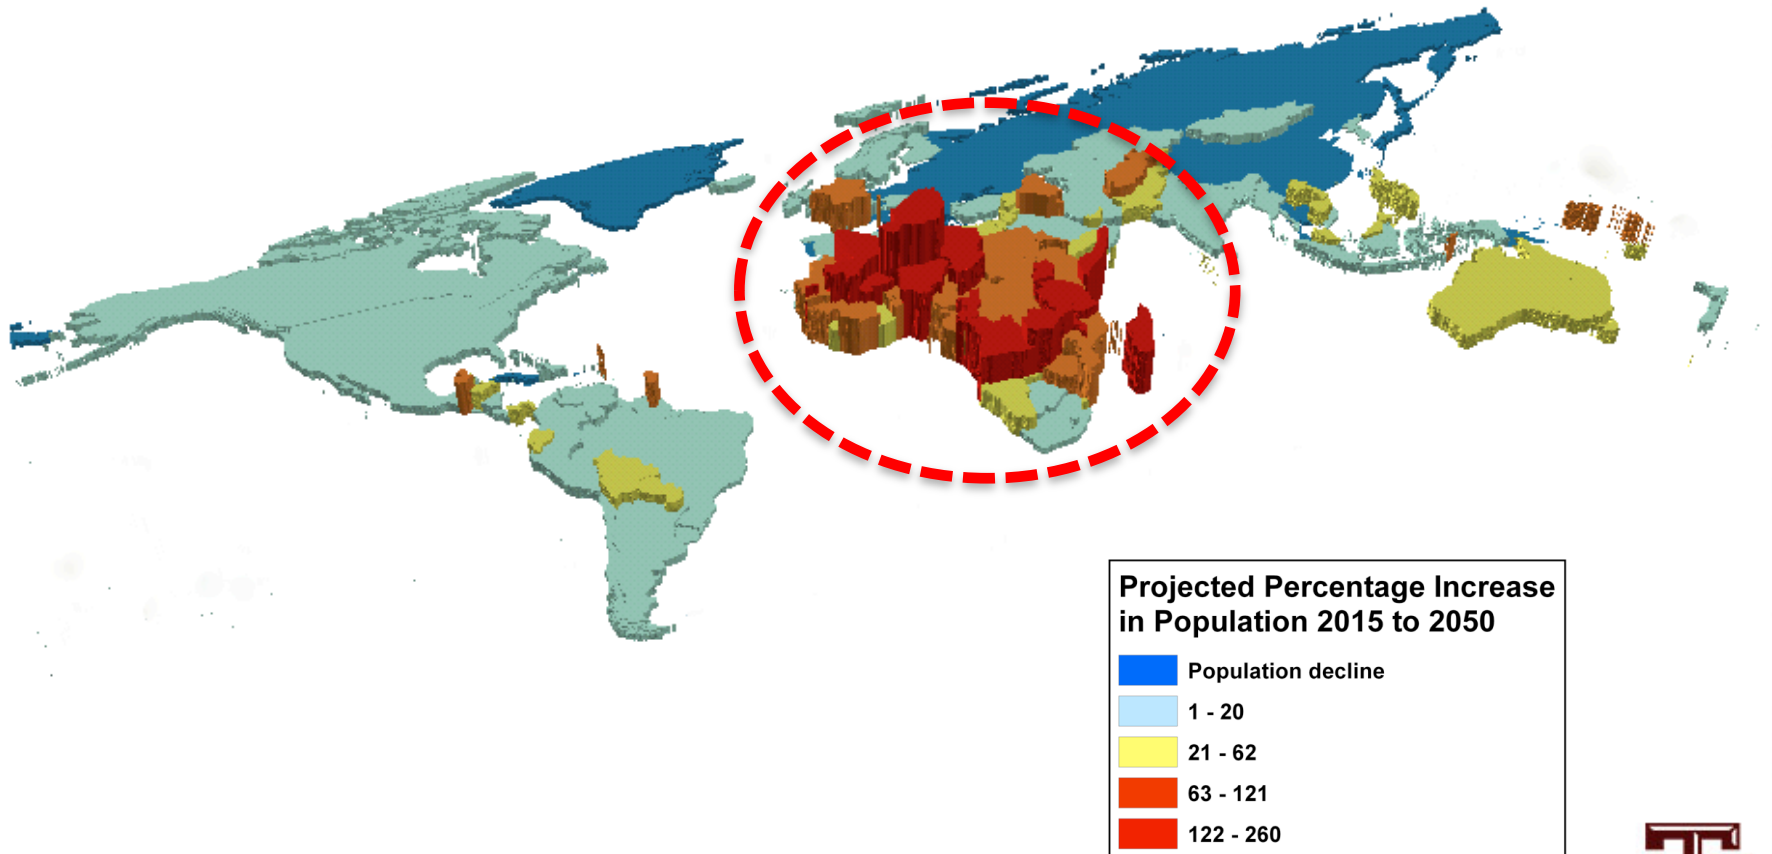 Projected Percentage Increase
in Population 2015 to 2050
Population decline
1 - 20
21 - 62
63 - 121
122 - 260